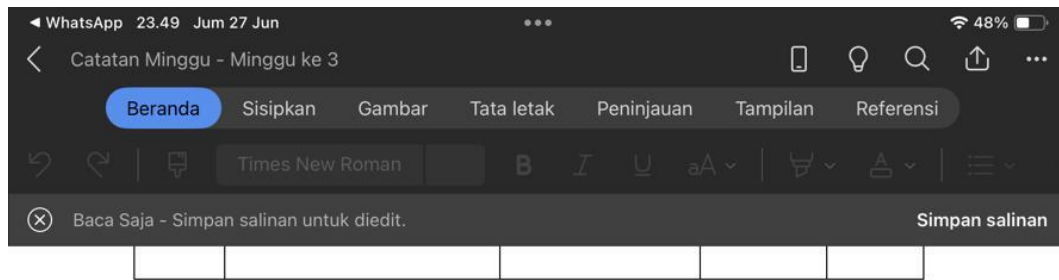 WhatsApp 23.49 Jum 27 Jun 48%
Catatan Minggu - Minggu ke 3
Beranda Sisipkan Gambar Tata letak Peninjauan Tampilan Referensi
Times New Roman B I U aA A
Baca Saja - Simpan salinan untuk diedit. Simpan salinan